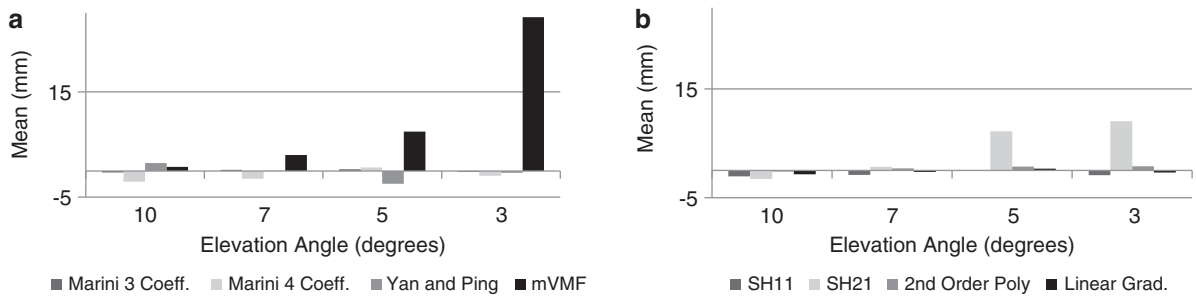 a
Mean (mm)
15
-5
10 7 5 3
Elevation Angle (degrees)
Marini 3 Coeff. Marini 4 Coeff. Yan and Ping mVMF
b
Mean (mm)
15
-5
10 7 5 3
Elevation Angle (degrees)
SH11 SH21 2nd Order Poly Linear Grad.